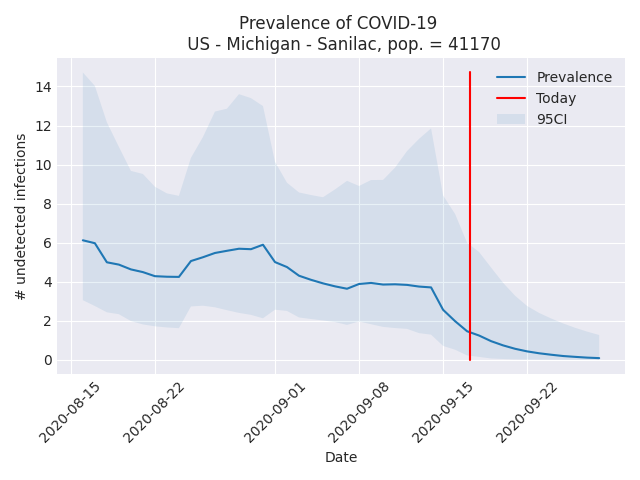 Prevalence of COVID-19
US - Michigan - Sanilac, pop. = 41170
Prevalence
Today
95CI
# undetected infections
14
12
10
8
6
4
2
0
2020-08-15
2020-08-22
2020-09-01
2020-09-08
2020-09-15
2020-09-22
Date